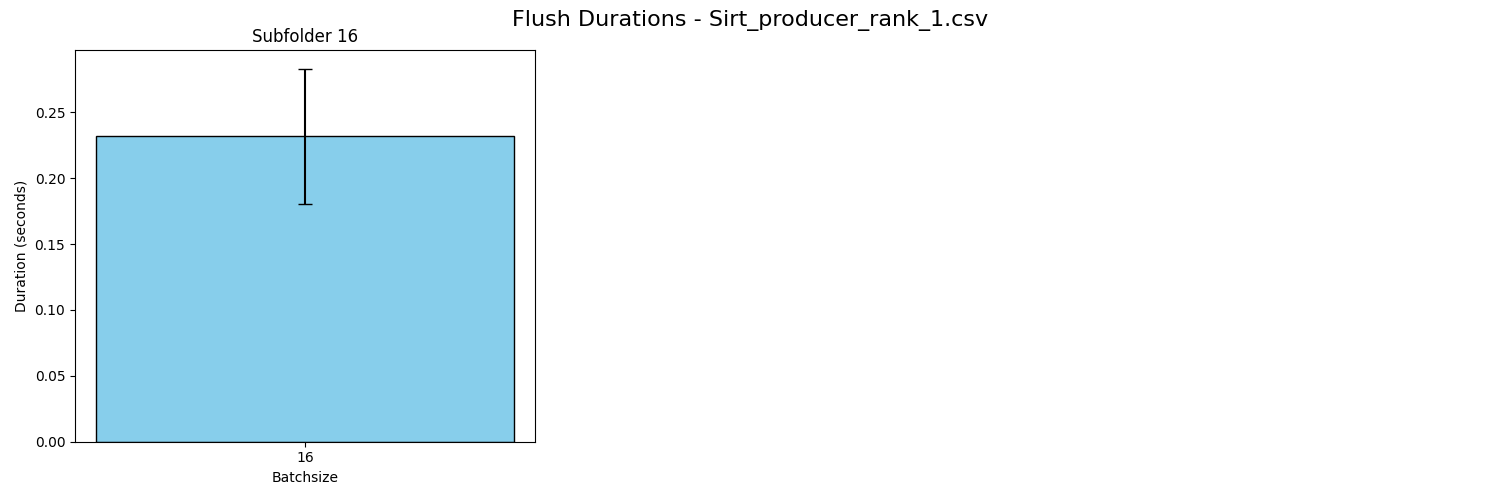 Flush Durations - Sirt_producer_rank_1.csv
Subfolder 16
Duration (seconds)
0.25
0.20
0.15
0.10
0.05
0.00
16
Batchsize